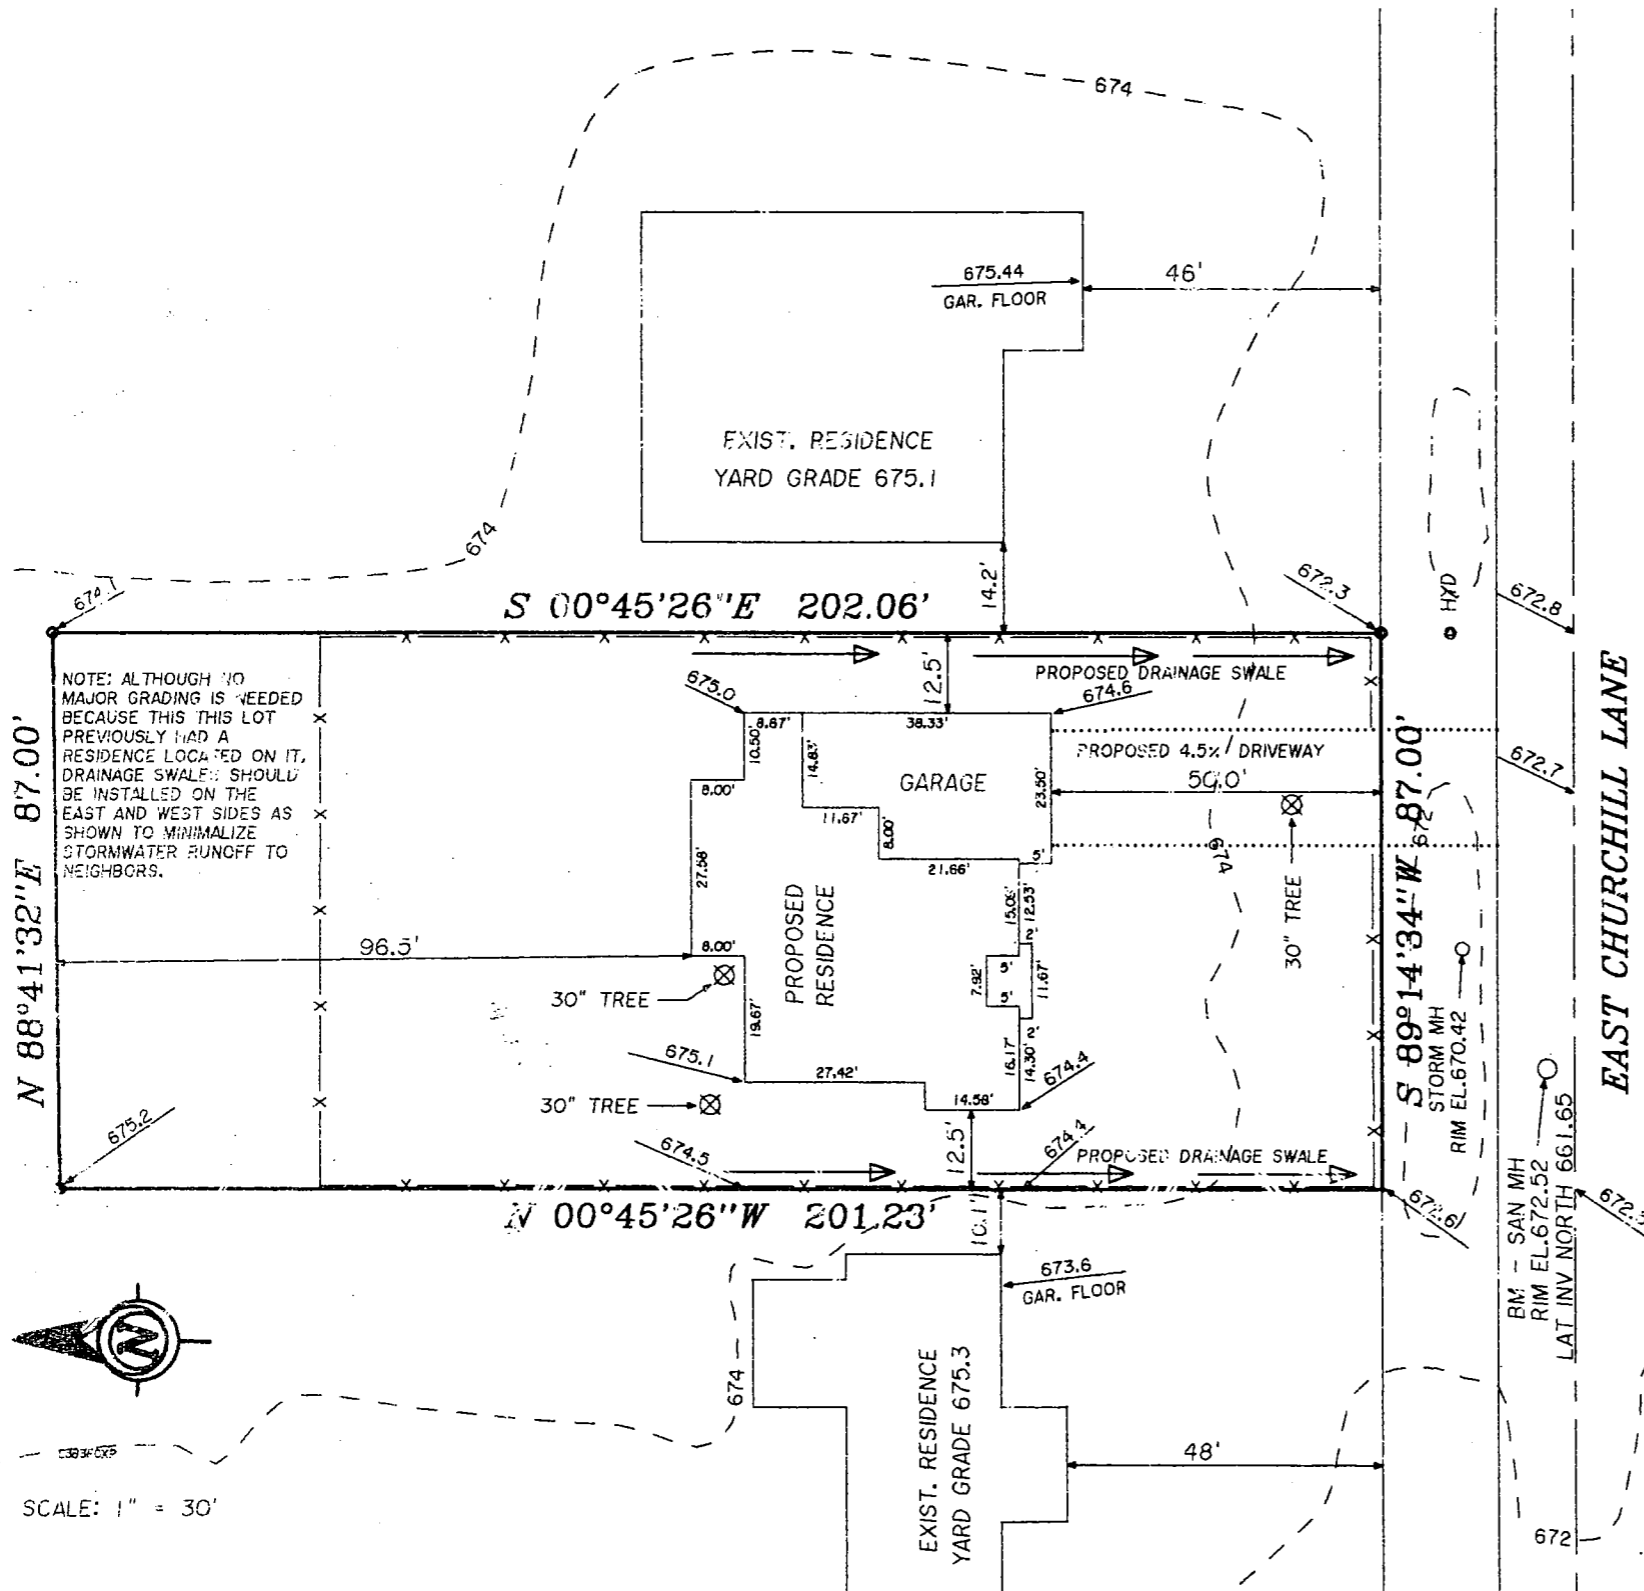 674
675.44
GAR. FLOOR
46'
EXIST. RESIDENCE
YARD GRADE 675.1
674
674.1
14.2'
672.3
HYD
672.8
S 00°45'26"E 202.06'
NOTE: ALTHOUGH NO
MAJOR GRADING IS NEEDED
BECAUSE THIS THIS LOT
PREVIOUSLY HAD A
RESIDENCE LOCATED ON IT,
DRAINAGE SWALES SHOULD
BE INSTALLED ON THE
EAST AND WEST SIDES AS
SHOWN TO MINIMALIZE
STORMWATER RUNOFF TO
NEIGHBORS.
12.5'
PROPOSED DRAINAGE SWALE
675.0
674.6
8.67'
38.33'
10.50'
14.83'
PROPOSED 4.5% DRIVEWAY
672.7
GARAGE
23.50'
50.0'
8.00'
11.67'
8.00'
21.66'
674
672
27.58'
PROPOSED
RESIDENCE
15.08'
12.53'
2'
30" TREE
N 88°41'32"E 87.00'
S 89°14'34"W 87.00'
EAST CHURCHILL LANE
96.5'
8.00'
5'
7.92'
11.67'
5'
30" TREE
19.67'
2'
16.17'
14.30'
STORM MH
RIM EL.670.42
675.1
27.42'
674.4
30" TREE
14.58'
675.2
674.5
12.5'
674.4
PROPOSED DRAINAGE SWALE
N 00°45'26"W 201.23'
10.1'
672.6
BM - SAN MH
RIM EL.672.52
LAT INV NORTH 661.65
673.6
GAR. FLOOR
N
674
EXIST. RESIDENCE
YARD GRADE 675.3
48'
SCALE: 1" = 30'
672